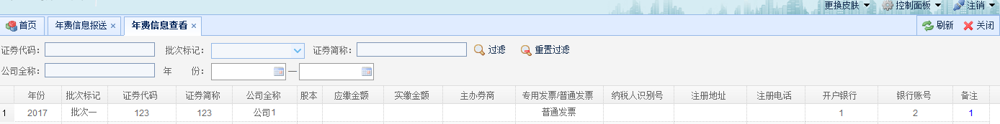 更换皮肤 控制面板 注销
首页 年费信息报送 × 年费信息查看 × 刷新 关闭
证券代码: 批次标记: 证券简称: 过滤 重置过滤
公司全称: 年 份: —
年份 批次标记 证券代码 证券简称 公司全称 股本 应缴金额 实缴金额 主办券商 专用发票/普通发票 纳税人识别号 注册地址 注册电话 开户银行 银行账号 备注
1 2017 批次一 123 123 公司1 普通发票 1 2 1